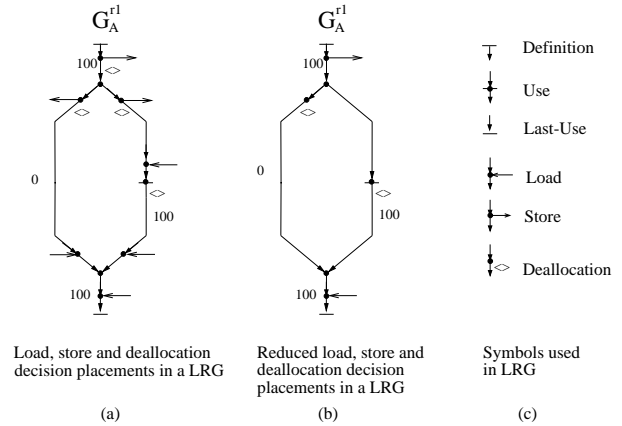 G_A^r1
100
0
100
100
Load, store and deallocation
decision placements in a LRG
(a)
G_A^r1
100
0
100
100
Reduced load, store and
deallocation decision
placements in a LRG
(b)
Definition
Use
Last-Use
Load
Store
Deallocation
Symbols used
in LRG
(c)